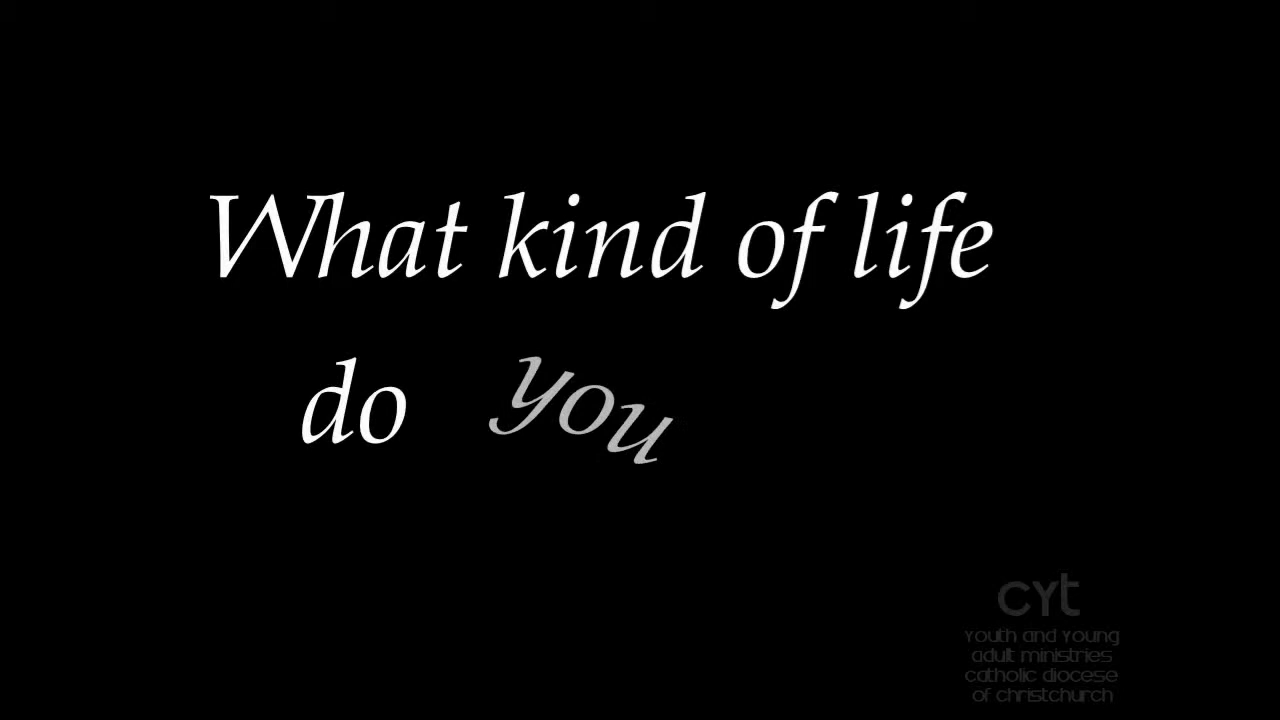 What kind of life
do you
cyt
youth and young
adult ministries
catholic diocese
of christchurch